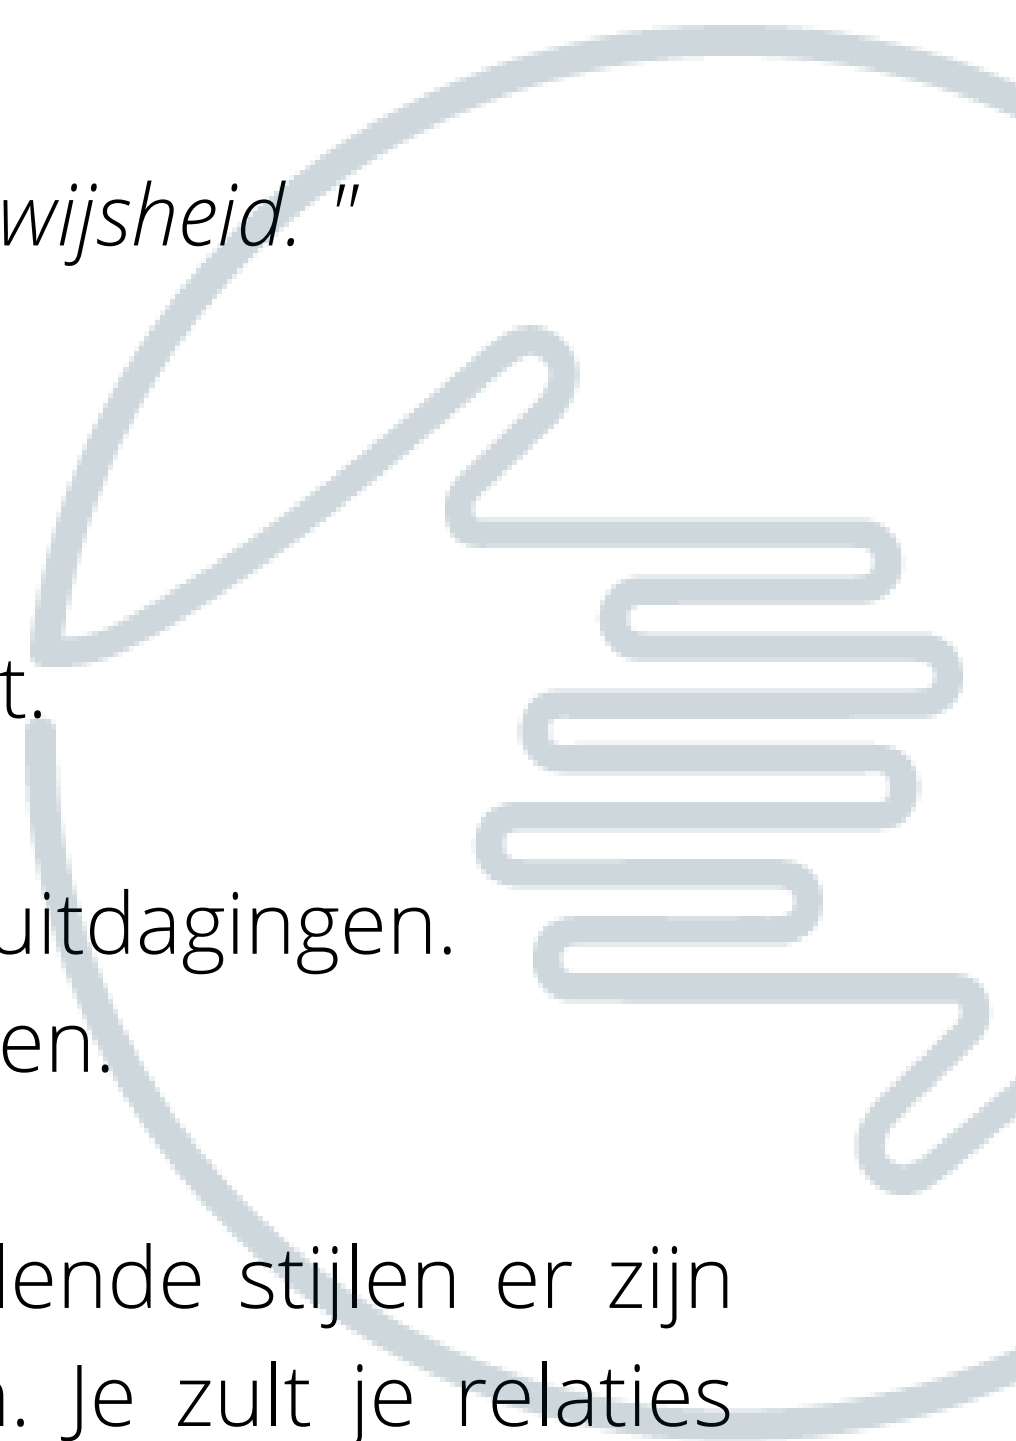 wijsheid. "
t.
uitdagingen.
en.
lende stijlen er zijn
. Je zult je relaties